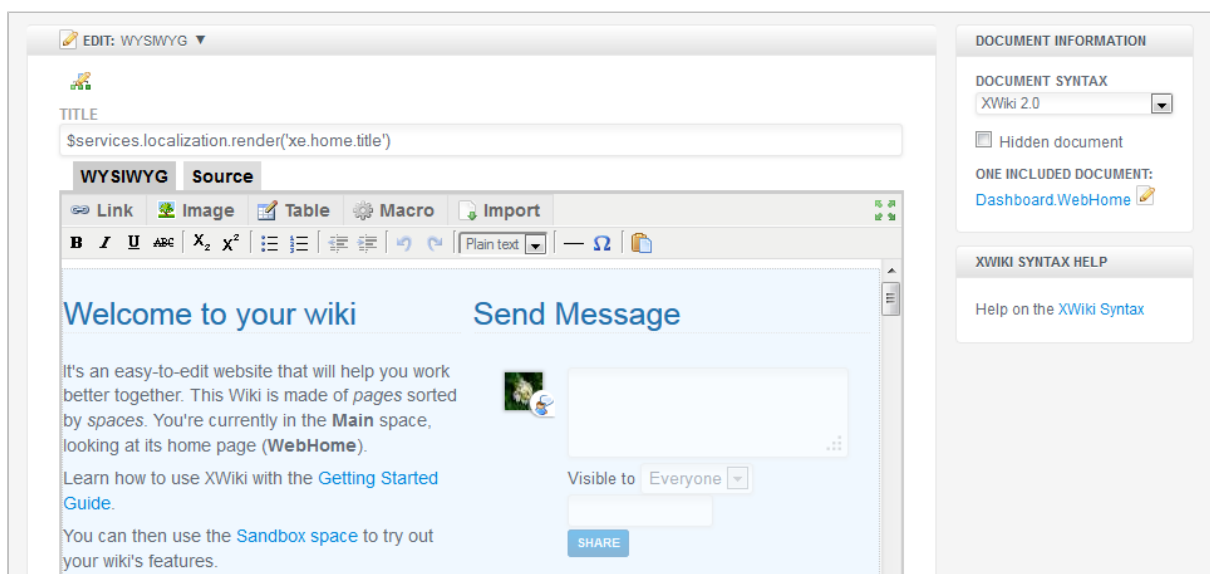 EDIT: WYSIWYG ▼
TITLE
$services.localization.render('xe.home.title')
WYSIWYG Source
Link Image Table Macro Import
B I U ABC X₂ X² Plain text — Ω
Welcome to your wiki
It's an easy-to-edit website that will help you work
better together. This Wiki is made of pages sorted
by spaces. You're currently in the Main space,
looking at its home page (WebHome).
Learn how to use XWiki with the Getting Started
Guide.
You can then use the Sandbox space to try out
your wiki's features.
Send Message
Visible to Everyone
SHARE
DOCUMENT INFORMATION
DOCUMENT SYNTAX
XWiki 2.0
Hidden document
ONE INCLUDED DOCUMENT:
Dashboard.WebHome
XWIKI SYNTAX HELP
Help on the XWiki Syntax